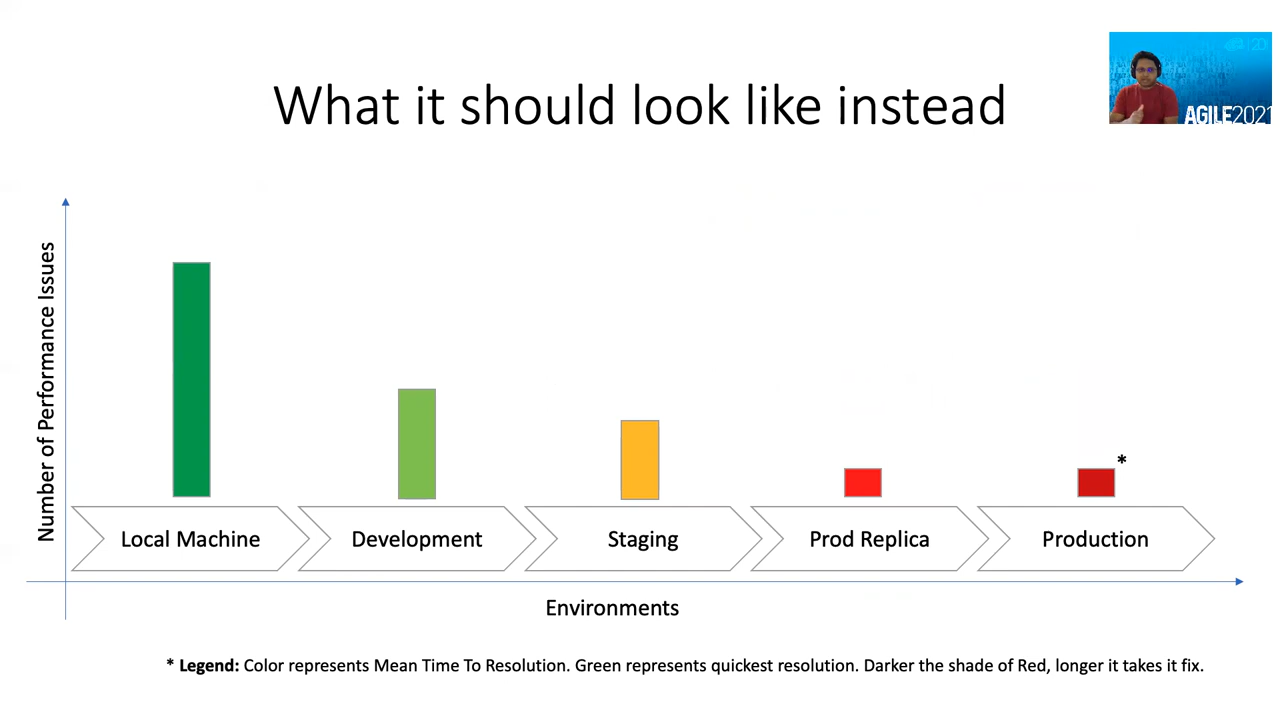 What it should look like instead
AGILE2021
Number of Performance Issues
*
Local Machine
Development
Staging
Prod Replica
Production
Environments
* Legend: Color represents Mean Time To Resolution. Green represents quickest resolution. Darker the shade of Red, longer it takes it fix.